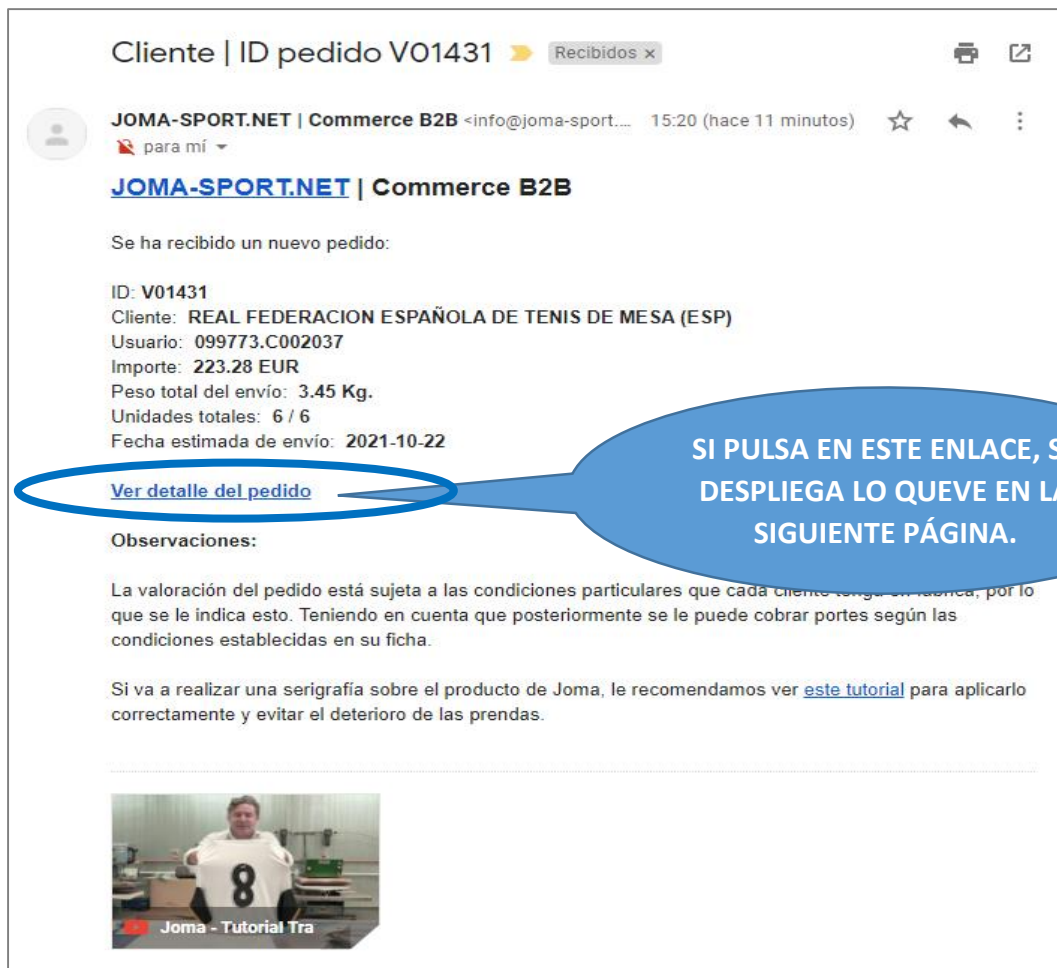 Cliente | ID pedido V01431 Recibidos x
JOMA-SPORT.NET | Commerce B2B <info@joma-sport.... 15:20 (hace 11 minutos)
para mí
JOMA-SPORT.NET | Commerce B2B
Se ha recibido un nuevo pedido:
ID: V01431
Cliente: REAL FEDERACION ESPAÑOLA DE TENIS DE MESA (ESP)
Usuario: 099773.C002037
Importe: 223.28 EUR
Peso total del envío: 3.45 Kg.
Unidades totales: 6 / 6
Fecha estimada de envío: 2021-10-22
SI PULSA EN ESTE ENLACE, S
DESPLIEGA LO QUEVE EN LA
SIGUIENTE PÁGINA.
Ver detalle del pedido
Observaciones:
La valoración del pedido está sujeta a las condiciones particulares que cada cliente tenga en fábrica, por lo
que se le indica esto. Teniendo en cuenta que posteriormente se le puede cobrar portes según las
condiciones establecidas en su ficha.
Si va a realizar una serigrafía sobre el producto de Joma, le recomendamos ver este tutorial para aplicarlo
correctamente y evitar el deterioro de las prendas.
8
Joma - Tutorial Tra